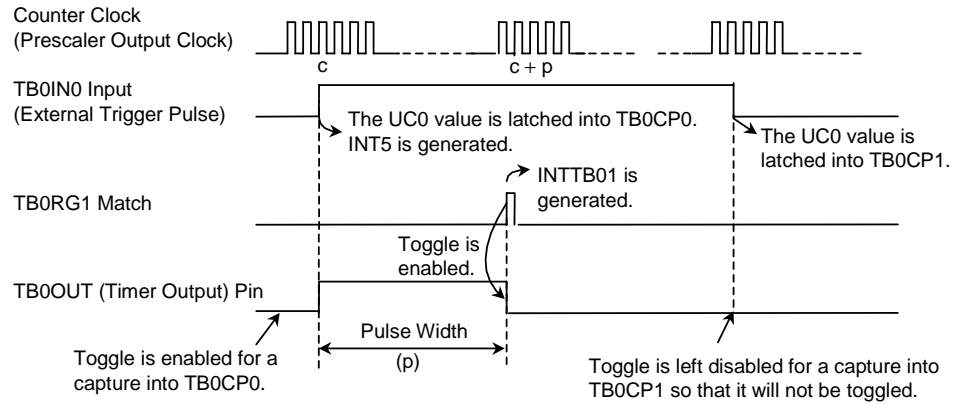 Counter Clock
(Prescaler Output Clock)
c
c + p
TB0IN0 Input
(External Trigger Pulse)
The UC0 value is latched into TB0CP0.
INT5 is generated.
The UC0 value is
latched into TB0CP1.
INTTB01 is
generated.
TB0RG1 Match
Toggle is
enabled.
TB0OUT (Timer Output) Pin
Pulse Width
(p)
Toggle is enabled for a
capture into TB0CP0.
Toggle is left disabled for a capture into
TB0CP1 so that it will not be toggled.